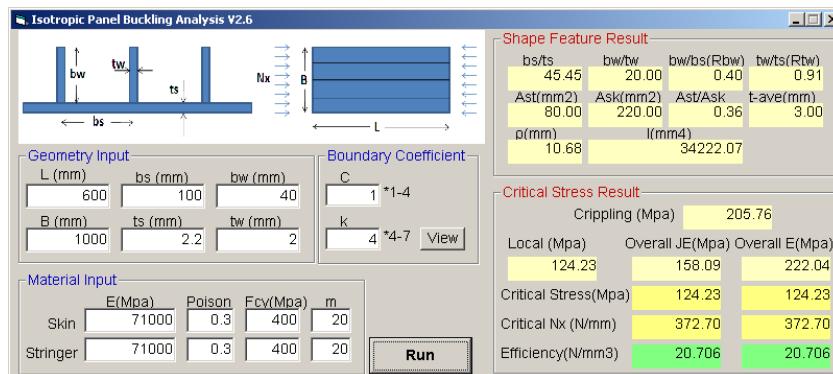 Isotropic Panel Buckling Analysis V2.6
bw
tw
ts
bs
Nx
B
L
Geometry Input
L (mm) bs (mm) bw (mm)
600 100 40
B (mm) ts (mm) tw (mm)
1000 2.2 2
Boundary Coefficient
C
1 *1-4
k
4 *4-7 View
Material Input
E(Mpa) Poison Fcy(Mpa) m
Skin 71000 0.3 400 20
Stringer 71000 0.3 400 20
Run
Shape Feature Result
bs/ts bw/tw bw/bs(Rbw) tw/ts(Rtw)
45.45 20.00 0.40 0.91
Ast(mm2) Ask(mm2) Ast/Ask t-ave(mm)
80.00 220.00 0.36 3.00
ρ(mm) I(mm4)
10.68 34222.07
Critical Stress Result
Crippling (Mpa) 205.76
Local (Mpa) Overall JE(Mpa) Overall E(Mpa)
124.23 158.09 222.04
Critical Stress(Mpa) 124.23 124.23
Critical Nx (N/mm) 372.70 372.70
Efficiency(N/mm3) 20.706 20.706